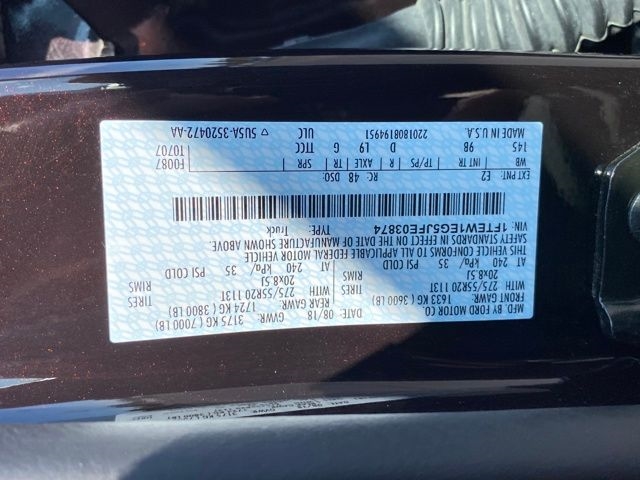 MFD. BY FORD MOTOR CO.
DATE: 08/18 GVWR: 3175 KG ( 7000 LB)
FRONT GAWR: REAR GAWR:
1633 KG ( 3600 LB) 1724 KG ( 3800 LB)
WITH 275/55R20 113T TIRES WITH 275/55R20 113T TIRES
20x8.5J RIMS 20x8.5J RIMS
AT 240 kPa/ 35 PSI COLD AT 240 kPa/ 35 PSI COLD
THIS VEHICLE CONFORMS TO ALL APPLICABLE FEDERAL MOTOR VEHICLE
SAFETY STANDARDS IN EFFECT ON THE DATE OF MANUFACTURE SHOWN ABOVE.
VIN: 1FTEW1EG5JFE03874 TYPE: Truck
EXT PNT: E2 RC: 48 DSO: F0087
WB INT TR TP/PS AXLE TR SPR T0707
145 9B D L9 G TTCC
MADE IN U.S.A. 2201808194951 ULC ▽ 5U5A-3520472-AA